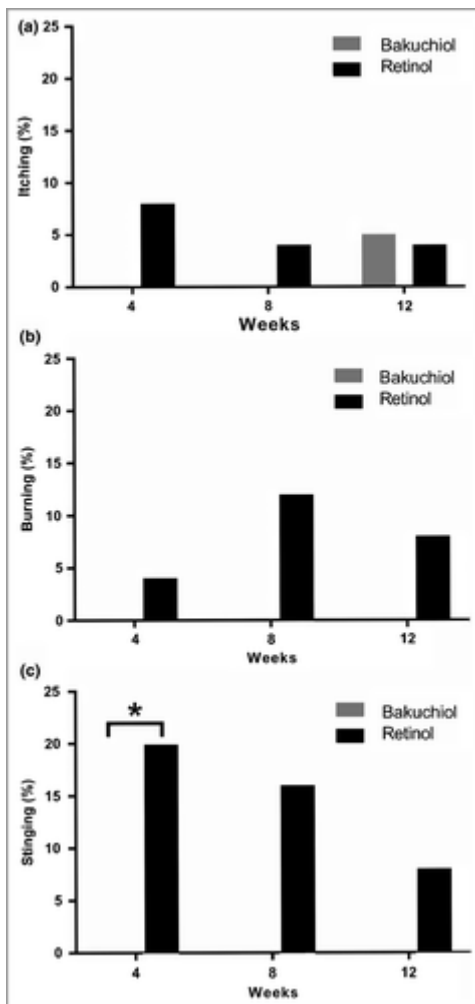 (a)
25
20
15
10
5
0
Itching (%)
Bakuchiol
Retinol
4 8 12
Weeks
(b)
25
20
15
10
5
0
Burning (%)
Bakuchiol
Retinol
4 8 12
Weeks
(c)
25
20
15
10
5
0
Stinging (%)
*
Bakuchiol
Retinol
4 8 12
Weeks